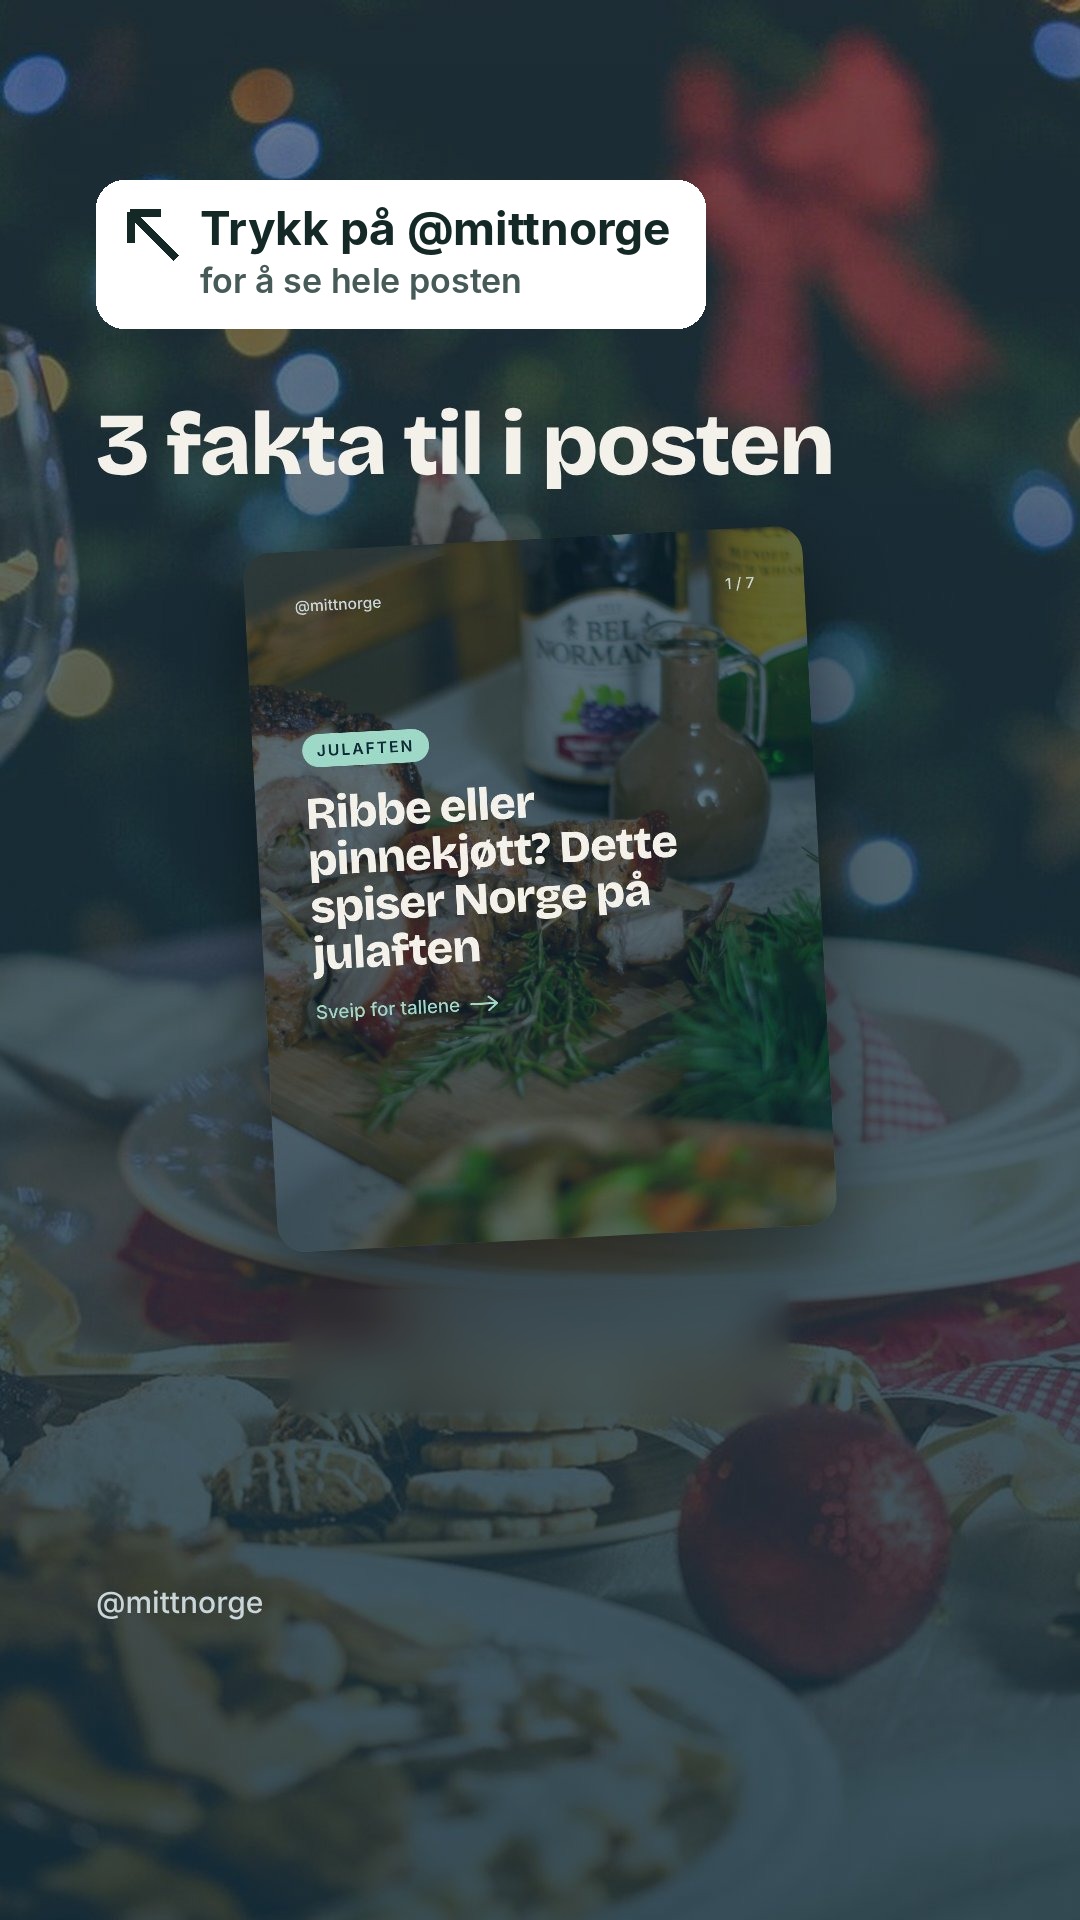 Trykk på @mittnorge
for å se hele posten
3 fakta til i posten
@mittnorge
1 / 7
BEL
NORMAN
JULAFTEN
Ribbe eller
pinnekjøtt? Dette
spiser Norge på
julaften
Sveip for tallene
@mittnorge